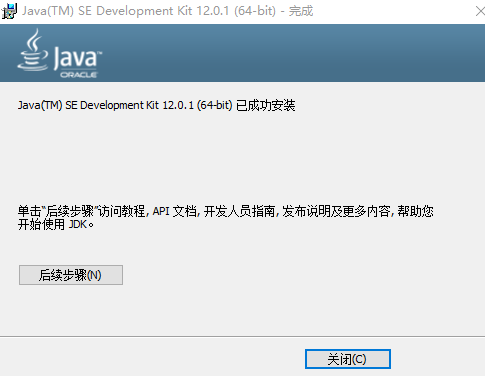 Java(TM) SE Development Kit 12.0.1 (64-bit) - 完成
Java
ORACLE
Java(TM) SE Development Kit 12.0.1 (64-bit) 已成功安装
单击“后续步骤”访问教程, API 文档, 开发人员指南, 发布说明及更多内容, 帮助您
开始使用 JDK。
后续步骤(N)
关闭(C)